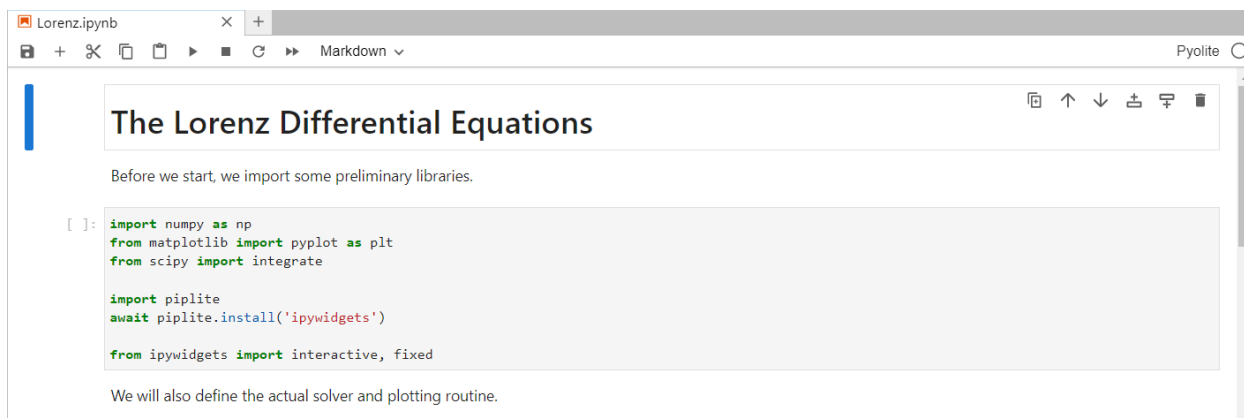 Lorenz.ipynb
Markdown
Pyolite
The Lorenz Differential Equations
Before we start, we import some preliminary libraries.
[ ]:
import numpy as np
from matplotlib import pyplot as plt
from scipy import integrate
import piplite
await piplite.install('ipywidgets')
from ipywidgets import interactive, fixed
We will also define the actual solver and plotting routine.